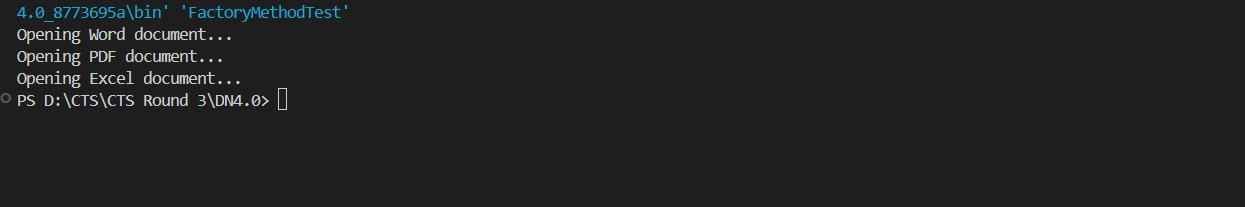 4.0_8773695a\bin' 'FactoryMethodTest'
Opening Word document...
Opening PDF document...
Opening Excel document...
PS D:\CTS\CTS Round 3\DN4.0>